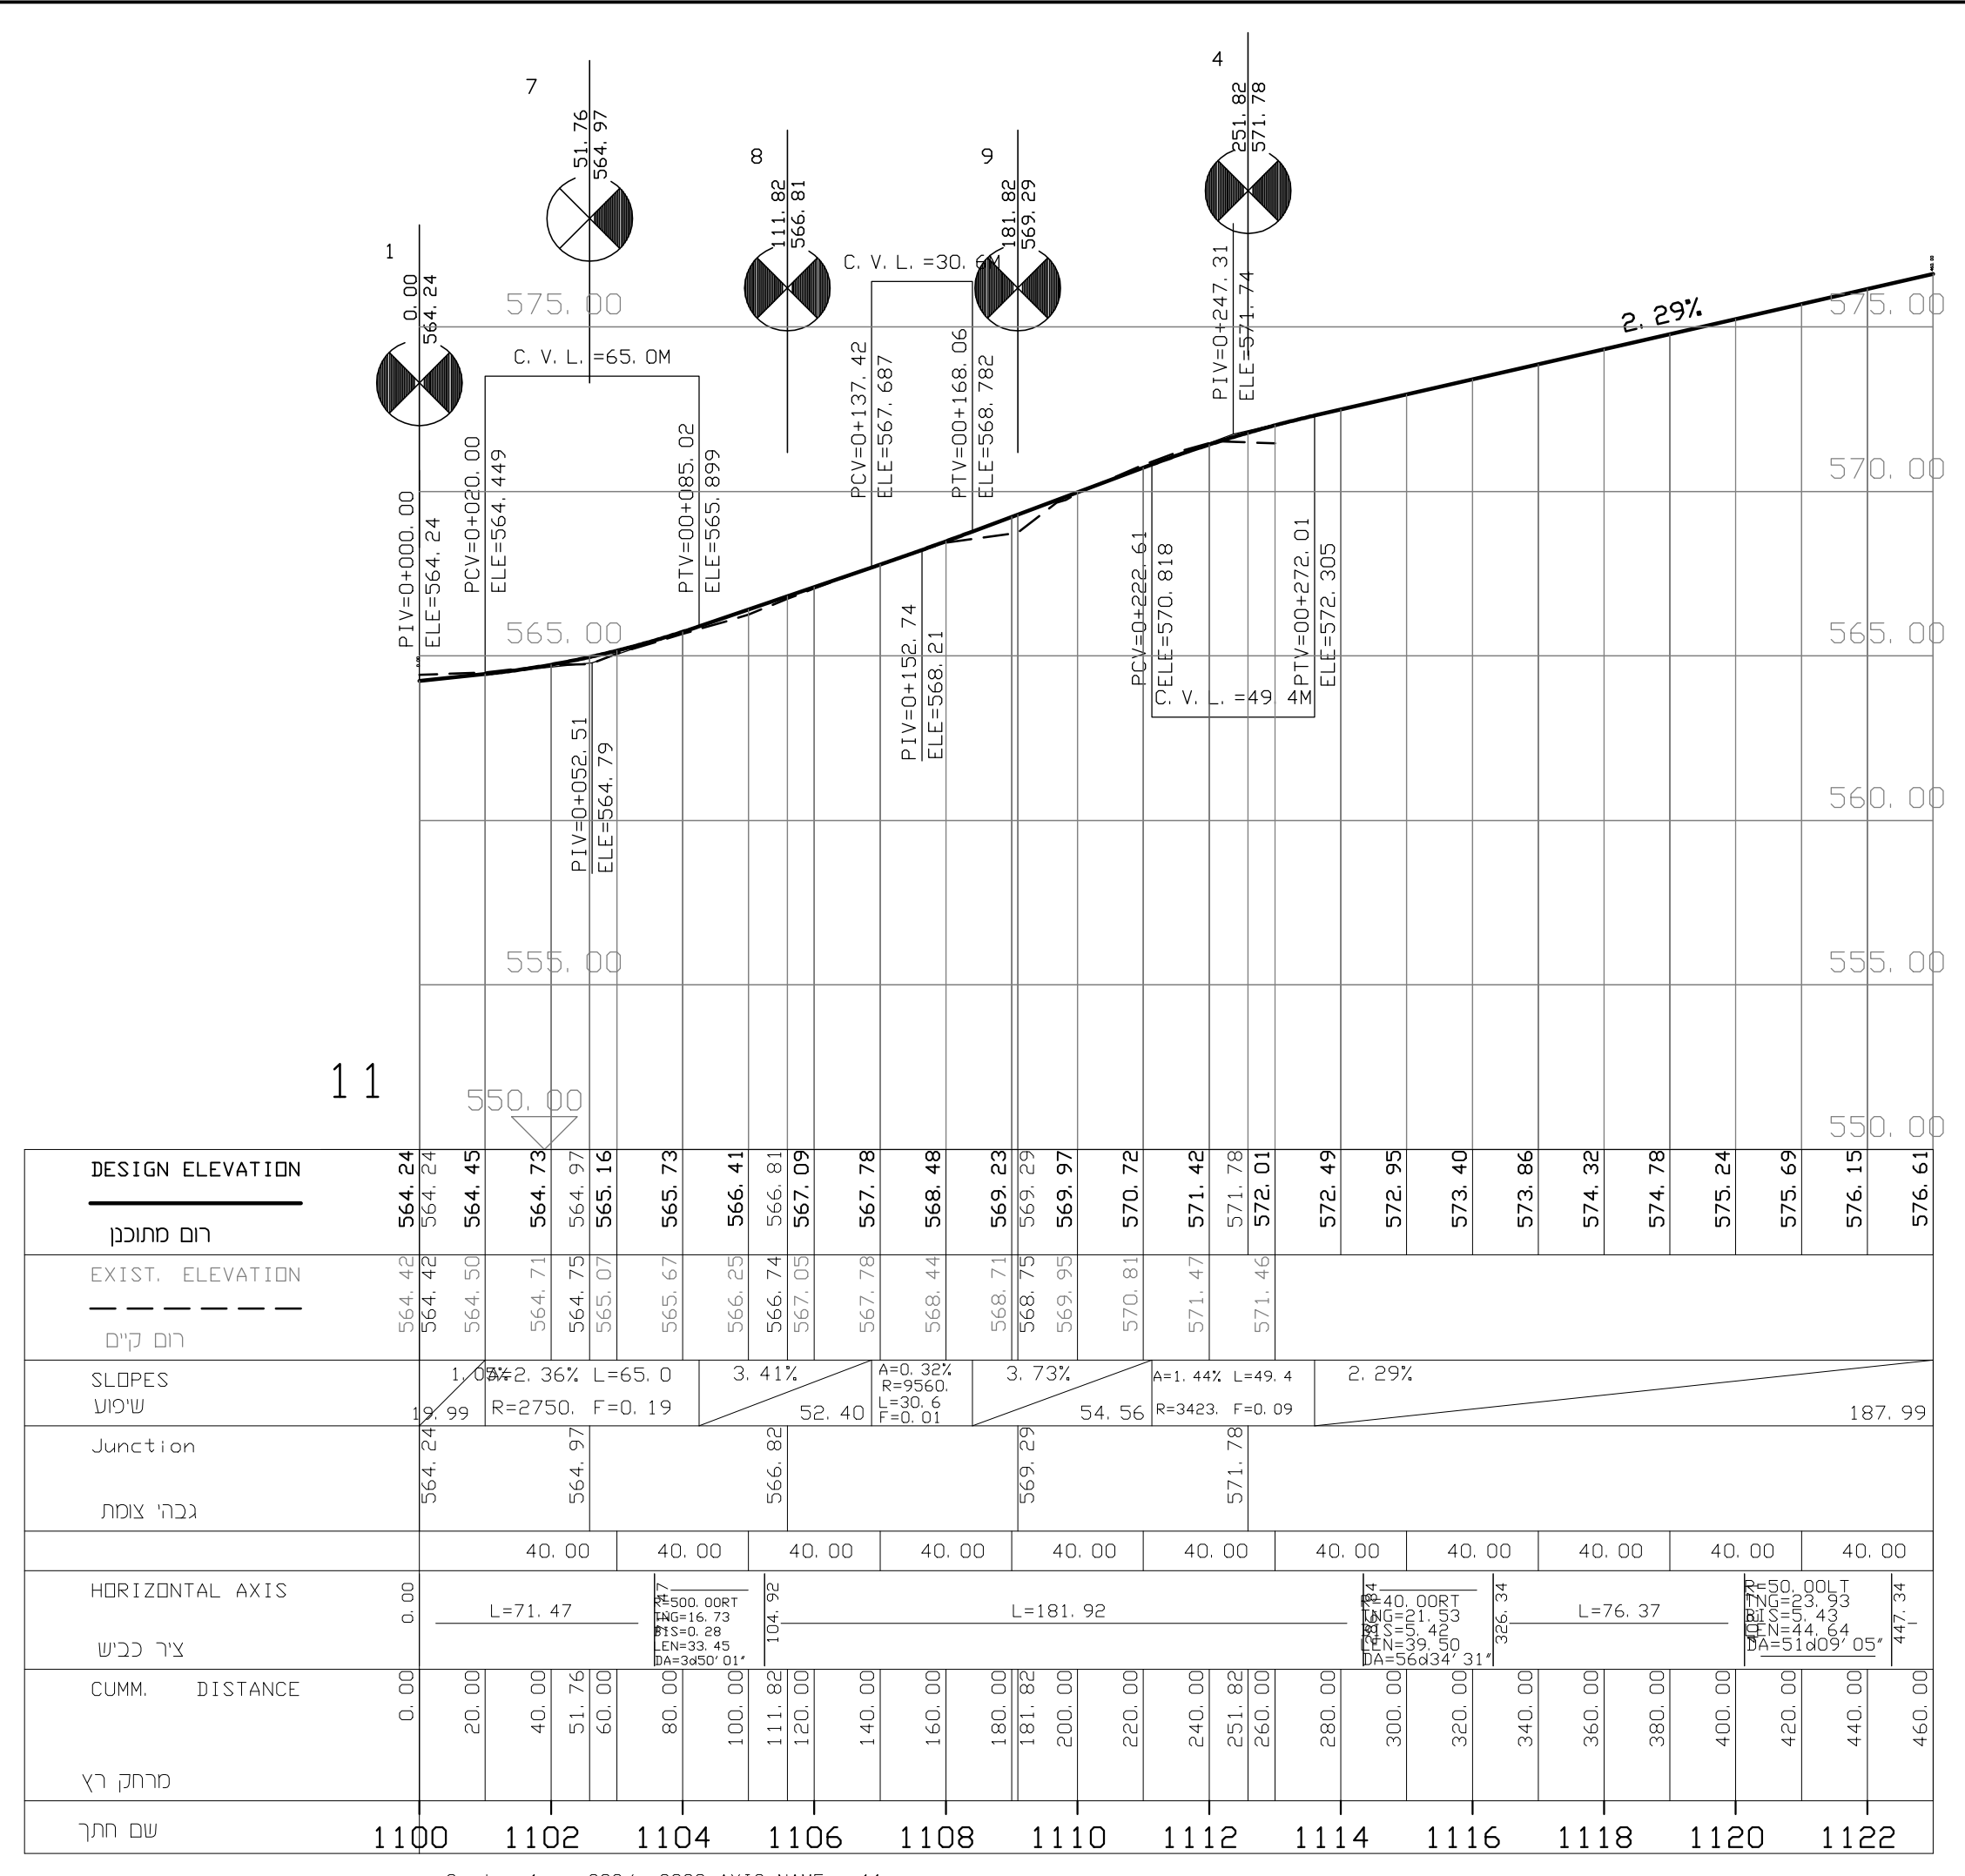 4
251.82
571.78
7
51.76
564.97
8
111.82
566.81
9
181.82
569.29
1
0.00
564.24
C.V.L.=30.6M
575.00
575.00
2.29%
C.V.L.=65.0M
PIV=0+247.31
ELE=571.74
PCV=0+137.42
ELE=567.687
PTV=00+168.06
ELE=568.782
570.00
PCV=0+020.00
ELE=564.449
PTV=00+085.02
ELE=565.899
PIV=0+000.00
ELE=564.24
PCV=0+222.61
ELE=570.818
PTV=00+272.01
ELE=572.305
565.00
565.00
PIV=0+152.74
ELE=568.21
C.V.L.=49.4M
PIV=0+052.51
ELE=564.79
560.00
555.00
555.00
11
550.00
550.00
DESIGN ELEVATION
רום מתוכנן
564.24 564.24 564.45 564.73 564.97 565.16 565.73 566.41 566.81 567.09 567.78 568.48 569.23 569.29 569.97 570.72 571.42 571.78 572.01 572.49 572.95 573.40 573.86 574.32 574.78 575.24 575.69 576.15 576.61
EXIST. ELEVATION
רום קיים
564.42 564.42 564.50 564.71 564.75 565.07 565.67 566.25 566.74 567.05 567.78 568.44 568.71 568.75 569.95 570.81 571.47 571.46
SLOPES
שיפוע
1.05%
19.99
A=2.36% L=65.0
R=2750. F=0.19
3.41%
52.40
A=0.32%
R=9560.
L=30.6
F=0.01
3.73%
54.56
A=1.44% L=49.4
R=3423. F=0.09
2.29%
187.99
Junction
גבהי צומת
564.24 564.97 566.82 569.29 571.78
40.00 40.00 40.00 40.00 40.00 40.00 40.00 40.00 40.00 40.00 40.00
HORIZONTAL AXIS
ציר כביש
0.00
L=71.47
R=500.00RT
TNG=16.73
BIS=0.28
LEN=33.45
DA=3d50'01"
104.92
L=181.92
R=40.00RT
TNG=21.53
BIS=5.42
LEN=39.50
DA=56d34'31"
326.34
L=76.37
R=50.00LT
TNG=23.93
BIS=5.43
LEN=44.64
DA=51d09'05"
447.34
CUMM. DISTANCE
מרחק רץ
0.00 20.00 40.00 51.76 60.00 80.00 100.00 111.82 120.00 140.00 160.00 180.00 181.82 200.00 220.00 240.00 251.82 260.00 280.00 300.00 320.00 340.00 360.00 380.00 400.00 420.00 440.00 460.00
שם חתך
1100 1102 1104 1106 1108 1110 1112 1114 1116 1118 1120 1122